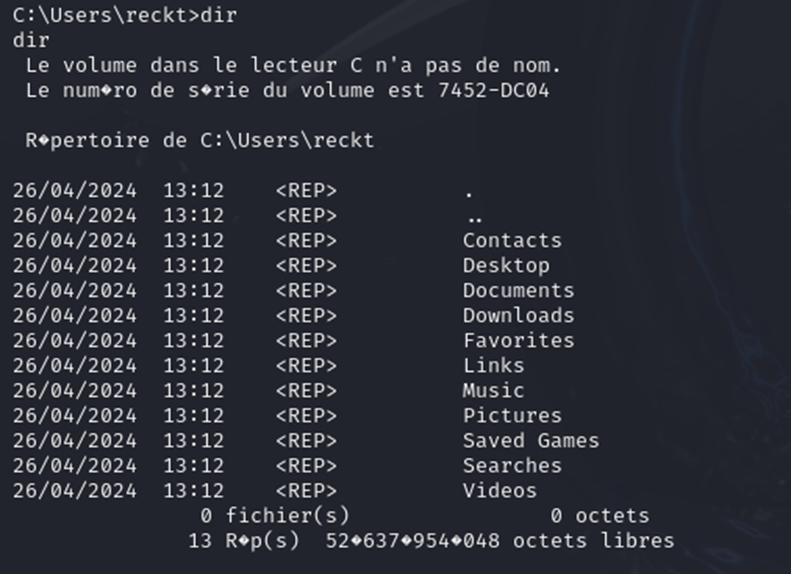 C:\Users\reckt>dir
dir
 Le volume dans le lecteur C n'a pas de nom.
 Le num�ro de s�rie du volume est 7452-DC04

 R�pertoire de C:\Users\reckt

26/04/2024  13:12    <REP>          .
26/04/2024  13:12    <REP>          ..
26/04/2024  13:12    <REP>          Contacts
26/04/2024  13:12    <REP>          Desktop
26/04/2024  13:12    <REP>          Documents
26/04/2024  13:12    <REP>          Downloads
26/04/2024  13:12    <REP>          Favorites
26/04/2024  13:12    <REP>          Links
26/04/2024  13:12    <REP>          Music
26/04/2024  13:12    <REP>          Pictures
26/04/2024  13:12    <REP>          Saved Games
26/04/2024  13:12    <REP>          Searches
26/04/2024  13:12    <REP>          Videos
               0 fichier(s)                0 octets
              13 R�p(s)  52�637�954�048 octets libres